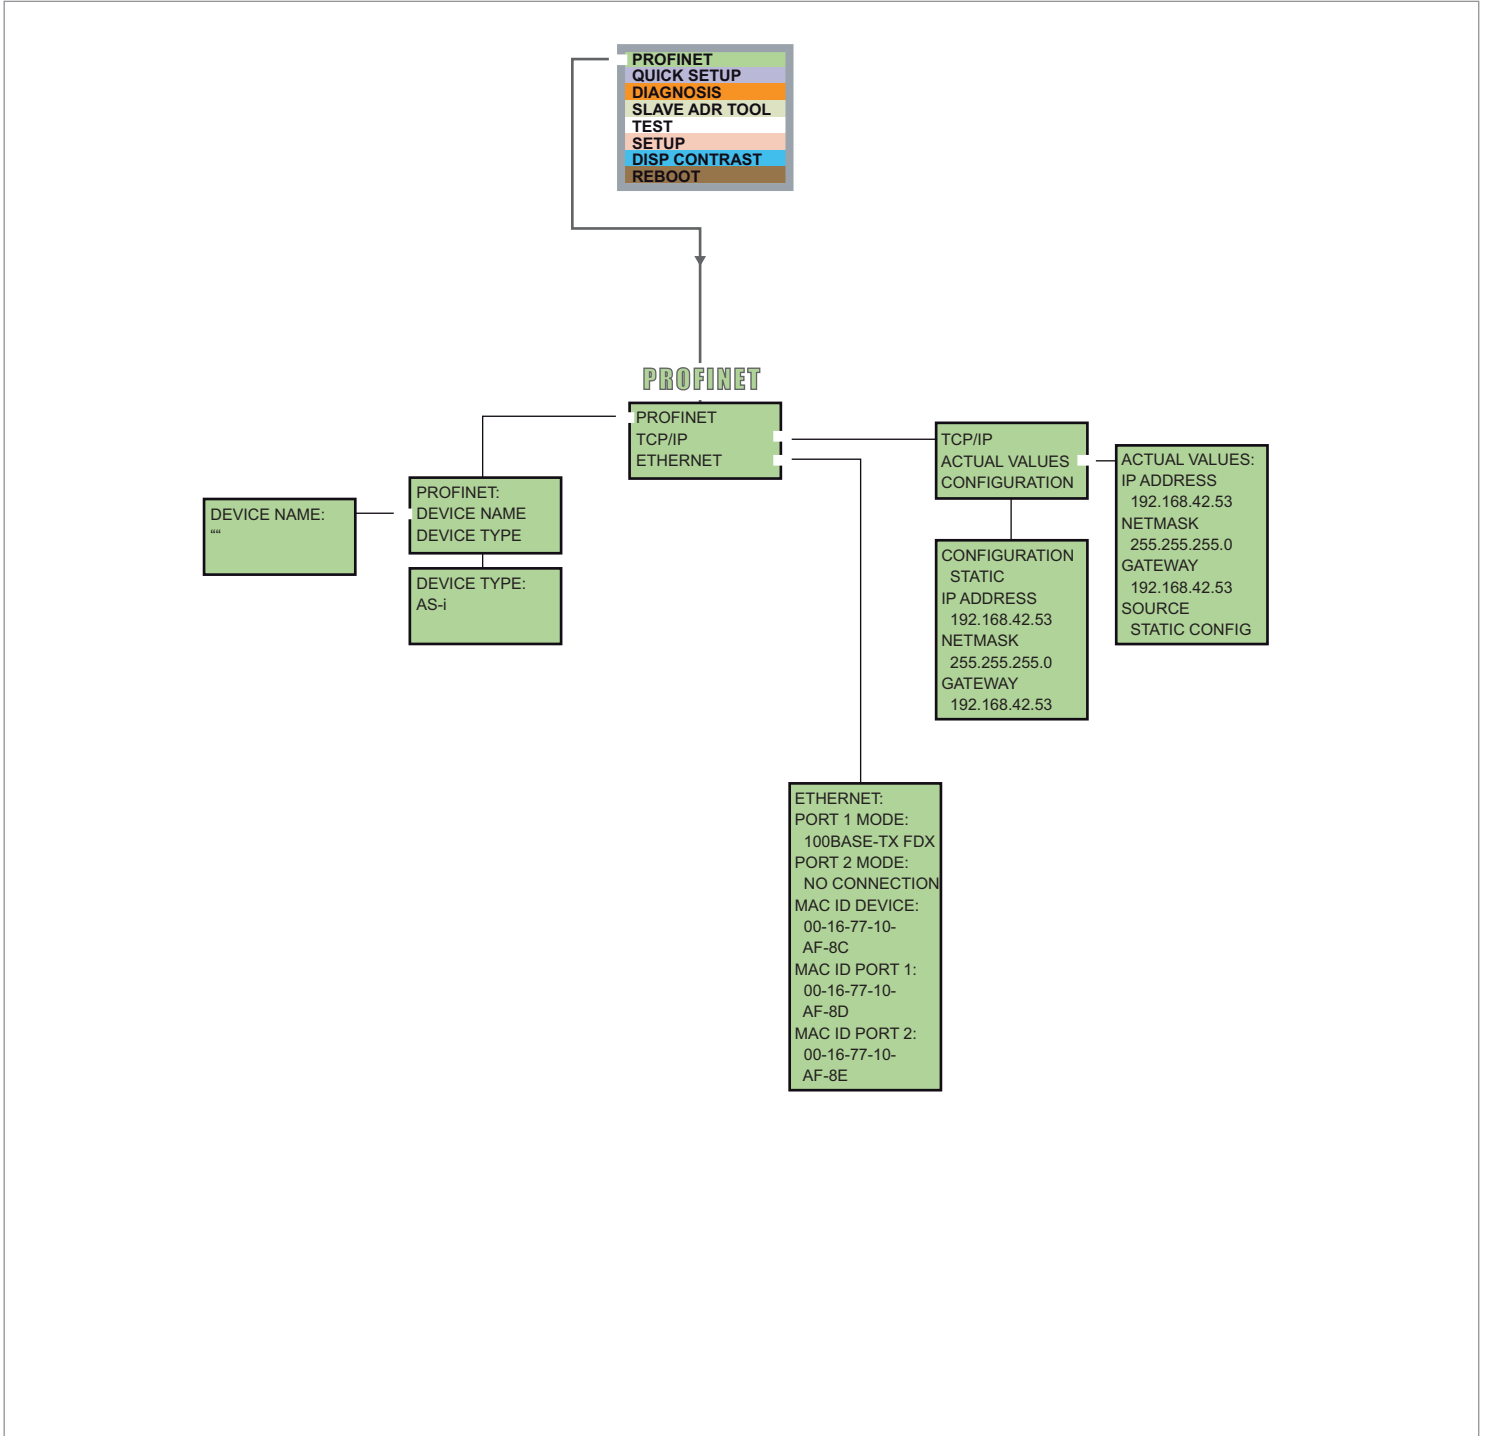 PROFINET
QUICK SETUP
DIAGNOSIS
SLAVE ADR TOOL
TEST
SETUP
DISP CONTRAST
REBOOT
PROFINET
PROFINET
TCP/IP
ETHERNET
PROFINET:
DEVICE NAME
DEVICE TYPE
DEVICE NAME:
““
DEVICE TYPE:
AS-i
TCP/IP
ACTUAL VALUES
CONFIGURATION
ACTUAL VALUES:
IP ADDRESS
192.168.42.53
NETMASK
255.255.255.0
GATEWAY
192.168.42.53
SOURCE
STATIC CONFIG
CONFIGURATION
STATIC
IP ADDRESS
192.168.42.53
NETMASK
255.255.255.0
GATEWAY
192.168.42.53
ETHERNET:
PORT 1 MODE:
100BASE-TX FDX
PORT 2 MODE:
NO CONNECTION
MAC ID DEVICE:
00-16-77-10-
AF-8C
MAC ID PORT 1:
00-16-77-10-
AF-8D
MAC ID PORT 2:
00-16-77-10-
AF-8E